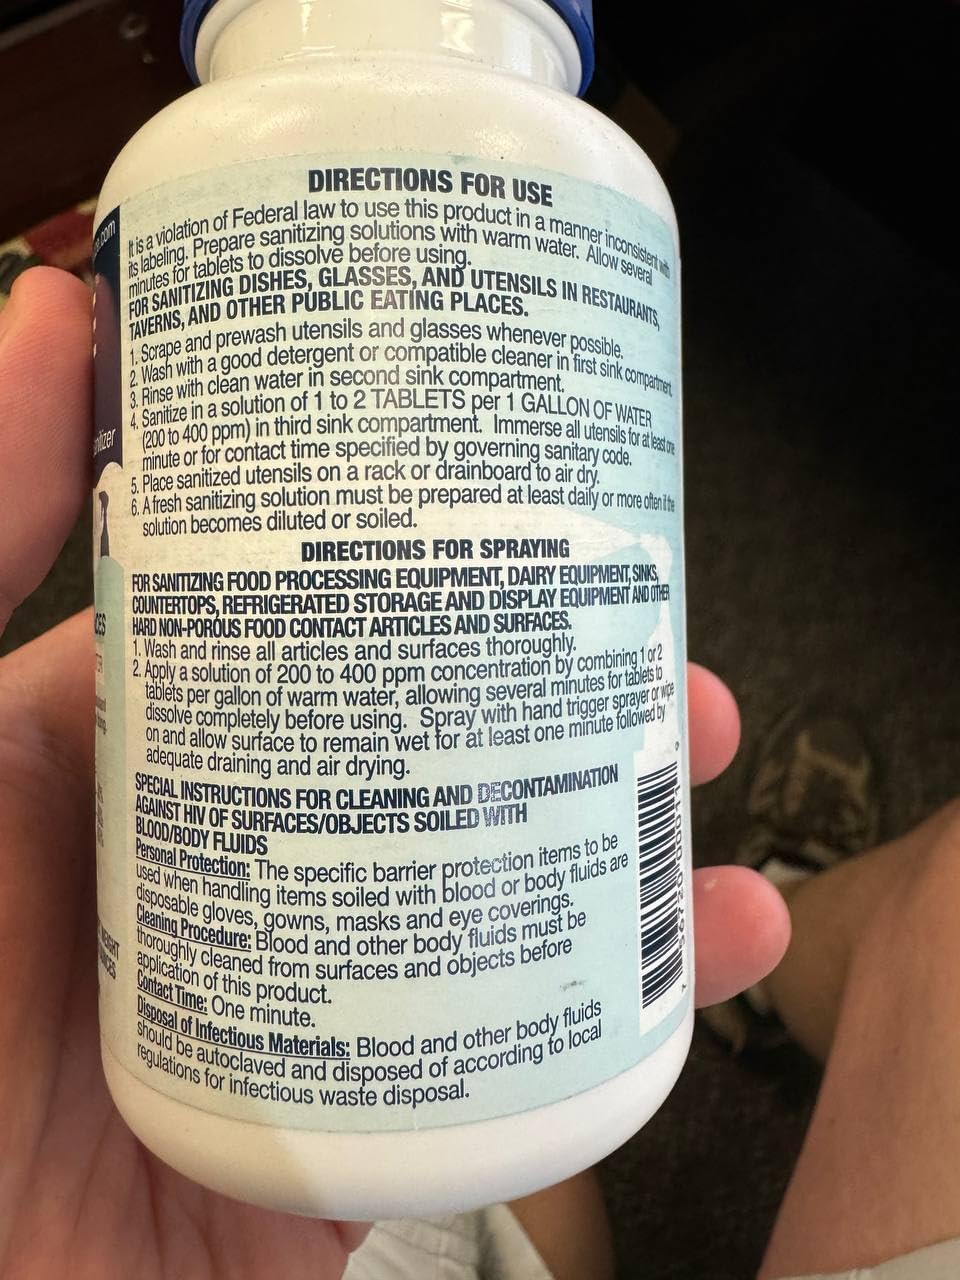 DIRECTIONS FOR USE
It is a violation of Federal law to use this product in a manner inconsistent with
its labeling. Prepare sanitizing solutions with warm water. Allow several
minutes for tablets to dissolve before using.
FOR SANITIZING DISHES, GLASSES, AND UTENSILS IN RESTAURANTS,
TAVERNS, AND OTHER PUBLIC EATING PLACES.
1. Scrape and prewash utensils and glasses whenever possible.
2. Wash with a good detergent or compatible cleaner in first sink compartment.
3. Rinse with clean water in second sink compartment.
4. Sanitize in a solution of 1 to 2 TABLETS per 1 GALLON OF WATER
(200 to 400 ppm) in third sink compartment. Immerse all utensils for at least one
minute or for contact time specified by governing sanitary code.
5. Place sanitized utensils on a rack or drainboard to air dry.
6. A fresh sanitizing solution must be prepared at least daily or more often if the
solution becomes diluted or soiled.
DIRECTIONS FOR SPRAYING
FOR SANITIZING FOOD PROCESSING EQUIPMENT, DAIRY EQUIPMENT, SINKS,
COUNTERTOPS, REFRIGERATED STORAGE AND DISPLAY EQUIPMENT AND OTHER
HARD NON-POROUS FOOD CONTACT ARTICLES AND SURFACES.
1. Wash and rinse all articles and surfaces thoroughly.
2. Apply a solution of 200 to 400 ppm concentration by combining 1 or 2
tablets per gallon of warm water, allowing several minutes for tablets to
dissolve completely before using. Spray with hand trigger sprayer or wipe
on and allow surface to remain wet for at least one minute followed by
adequate draining and air drying.
SPECIAL INSTRUCTIONS FOR CLEANING AND DECONTAMINATION
AGAINST HIV OF SURFACES/OBJECTS SOILED WITH
BLOOD/BODY FLUIDS
Personal Protection: The specific barrier protection items to be
used when handling items soiled with blood or body fluids are
disposable gloves, gowns, masks and eye coverings.
Cleaning Procedure: Blood and other body fluids must be
thoroughly cleaned from surfaces and objects before
application of this product.
Contact Time: One minute.
Disposal of Infectious Materials: Blood and other body fluids
should be autoclaved and disposed of according to local
regulations for infectious waste disposal.